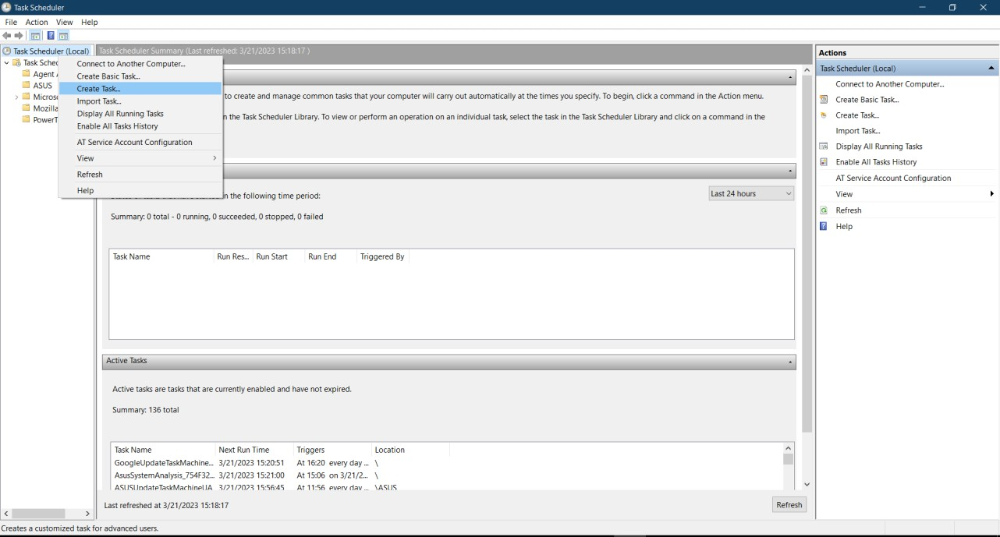 Task Scheduler
File Action View Help
Task Scheduler (Local)
Task Sched
Agent
ASUS
Micros
Mozilla
PowerT
Connect to Another Computer...
Create Basic Task...
Create Task...
Import Task...
Display All Running Tasks
Enable All Tasks History
AT Service Account Configuration
View
Refresh
Help
Task Scheduler Summary (Last refreshed: 3/21/2023 15:18:17 )
to create and manage common tasks that your computer will carry out automatically at the times you specify. To begin, click a command in the Action menu.
in the Task Scheduler Library. To view or perform an operation on an individual task, select the task in the Task Scheduler Library and click on a command in the
in the following time period:
Last 24 hours
Summary: 0 total - 0 running, 0 succeeded, 0 stopped, 0 failed
Task Name Run Res... Run Start Run End Triggered By
Active Tasks
Active tasks are tasks that are currently enabled and have not expired.
Summary: 136 total
Task Name Next Run Time Triggers Location
GoogleUpdateTaskMachine... 3/21/2023 15:20:51 At 16:20 every day ... \
AsusSystemAnalysis_754F32... 3/21/2023 15:21:00 At 15:06 on 3/21/2... \
ASUSUpdateTaskMachineUA 3/21/2023 15:56:45 At 11:56 every day ... \ASUS
Last refreshed at 3/21/2023 15:18:17
Refresh
Actions
Task Scheduler (Local)
Connect to Another Computer...
Create Basic Task...
Create Task...
Import Task...
Display All Running Tasks
Enable All Tasks History
AT Service Account Configuration
View
Refresh
Help
Creates a customized task for advanced users.